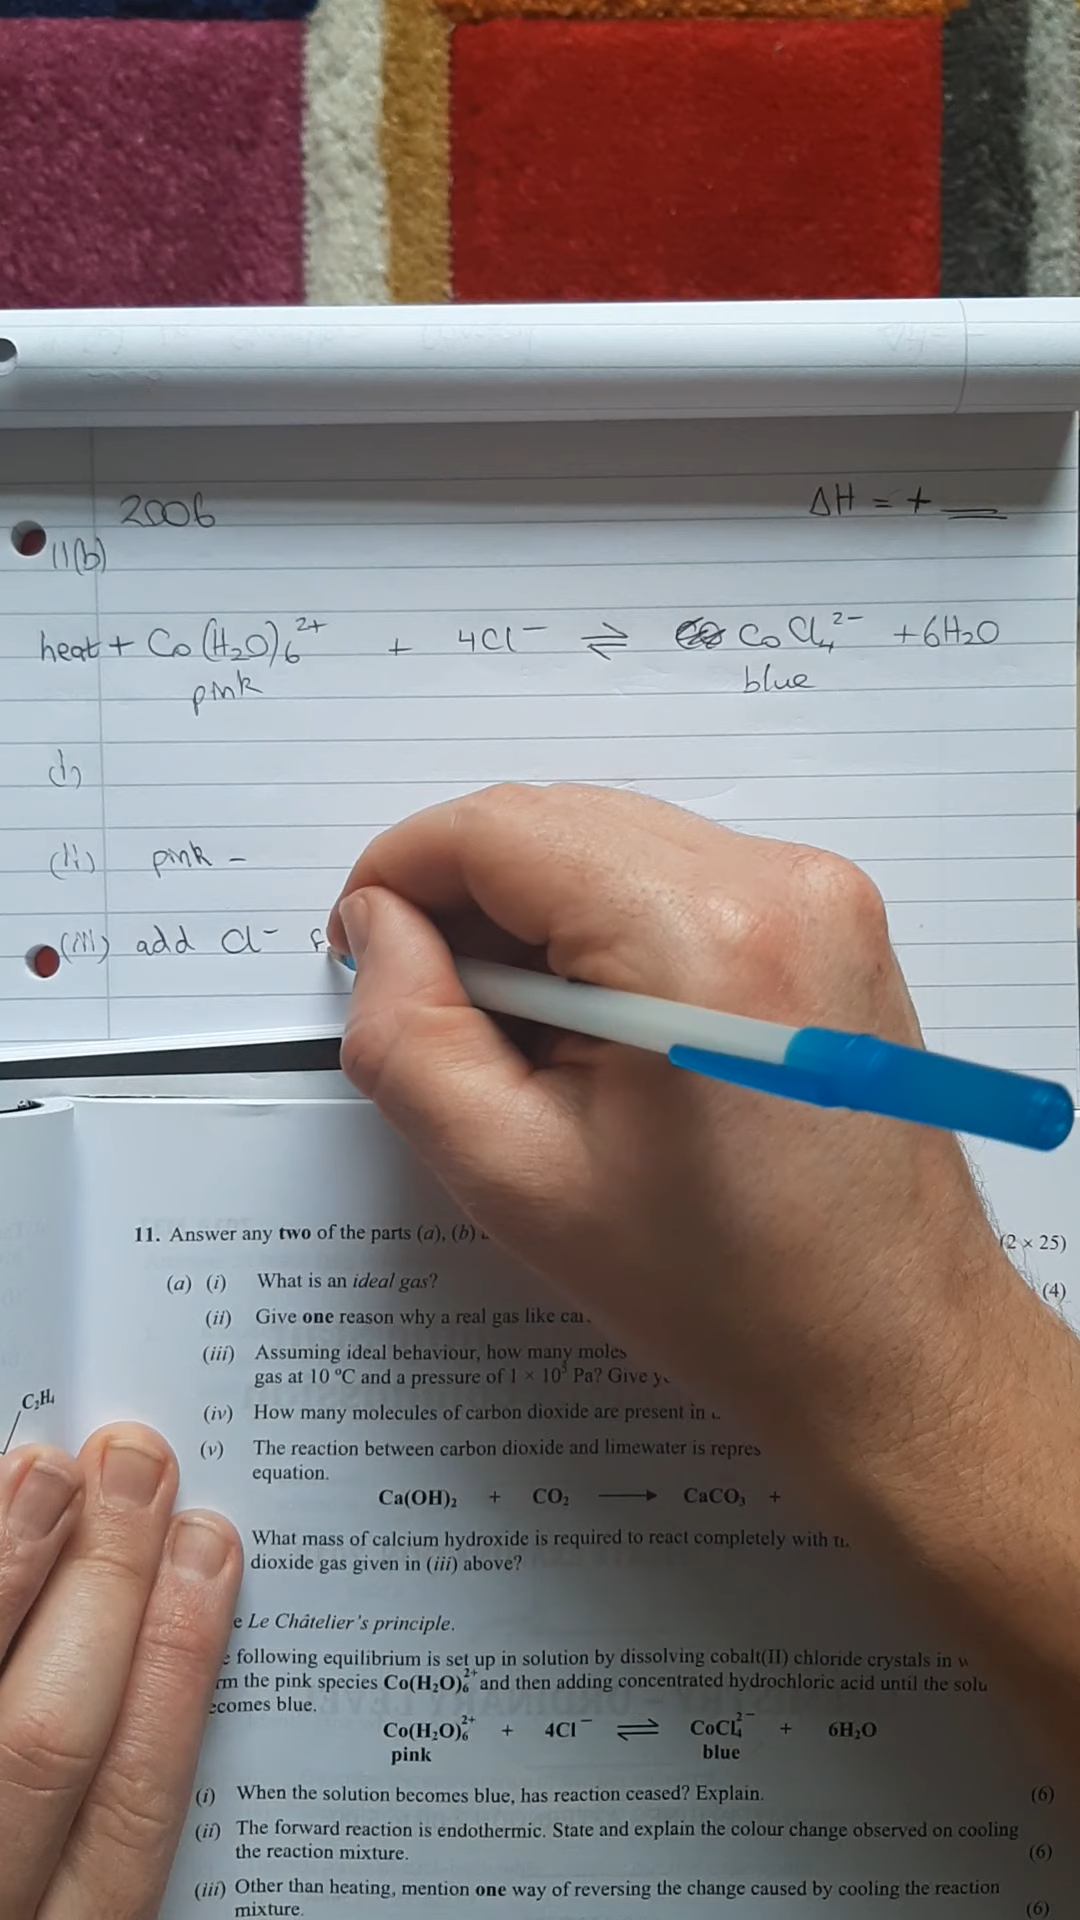 2006
ΔH = + __
11(b)
heat + Co(H₂O)₆²⁺ + 4Cl⁻ ⇌ CoCl₄²⁻ + 6H₂O
pink blue
(i)
(ii) pink -
(iii) add Cl⁻
11. Answer any two of the parts (a), (b)
(2 × 25)
(a) (i) What is an ideal gas?
(4)
(ii) Give one reason why a real gas like
(iii) Assuming ideal behaviour, how many moles
gas at 10 ºC and a pressure of 1 × 10⁵ Pa? Give
C₂H₄
(iv) How many molecules of carbon dioxide are present in
(v) The reaction between carbon dioxide and limewater is
equation.
Ca(OH)₂ + CO₂ ⟶ CaCO₃ +
What mass of calcium hydroxide is required to react completely with
dioxide gas given in (iii) above?
Le Châtelier's principle.
following equilibrium is set up in solution by dissolving cobalt(II) chloride crystals in
the pink species Co(H₂O)₆²⁺ and then adding concentrated hydrochloric acid until the
blue.
Co(H₂O)₆²⁺ + 4Cl⁻ ⇌ CoCl₄²⁻ + 6H₂O
pink blue
(i) When the solution becomes blue, has reaction ceased? Explain. (6)
(ii) The forward reaction is endothermic. State and explain the colour change observed on cooling
the reaction mixture. (6)
(iii) Other than heating, mention one way of reversing the change caused by cooling the reaction
mixture. (6)